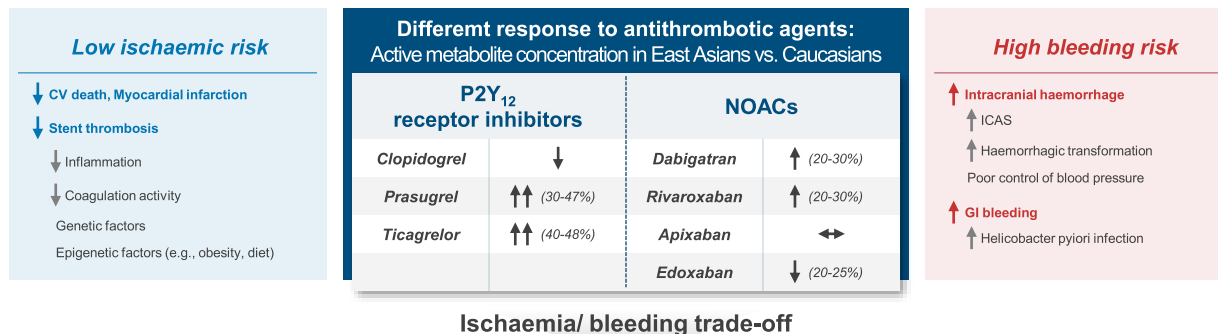 Low ischaemic risk
CV death, Myocardial infarction
Stent thrombosis
Inflammation
Coagulation activity
Genetic factors
Epigenetic factors (e.g., obesity, diet)
Differemt response to antithrombotic agents:
Active metabolite concentration in East Asians vs. Caucasians
P2Y12
receptor inhibitors
NOACs
Clopidogrel ↓
Dabigatran ↑ (20-30%)
Prasugrel ↑↑ (30-47%)
Rivaroxaban ↑ (20-30%)
Ticagrelor ↑↑ (40-48%)
Apixaban ↔
Edoxaban ↓ (20-25%)
High bleeding risk
Intracranial haemorrhage
ICAS
Haemorrhagic transformation
Poor control of blood pressure
GI bleeding
Helicobacter pyiori infection
Ischaemia/ bleeding trade-off